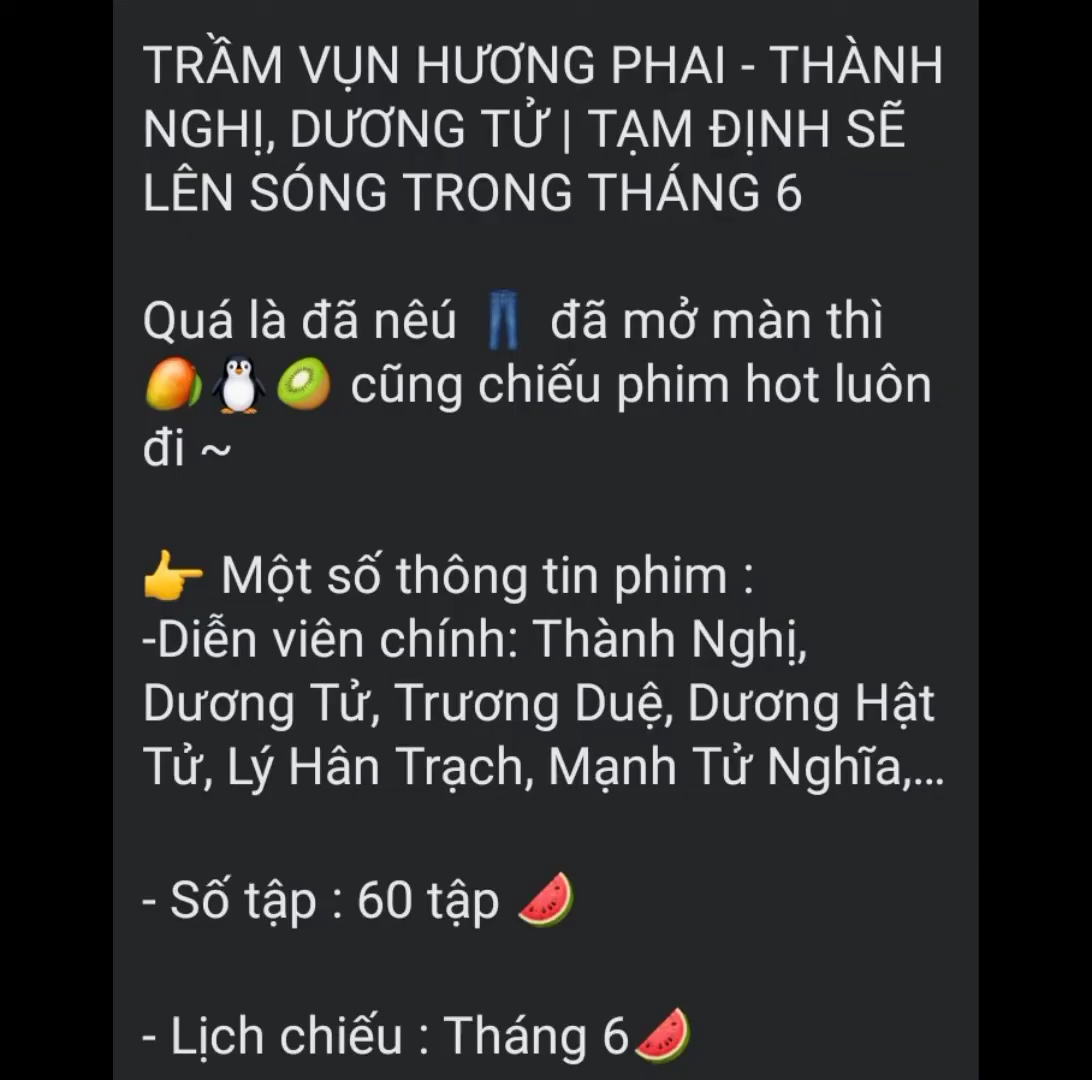 TRẦM VỤN HƯƠNG PHAI - THÀNH
NGHỊ, DƯƠNG TỬ | TẠM ĐỊNH SẼ
LÊN SÓNG TRONG THÁNG 6
Quá là đã nêú 👖 đã mở màn thì
🥭🐧🥝 cũng chiếu phim hot luôn
đi ~
👉 Một số thông tin phim :
-Diễn viên chính: Thành Nghị,
Dương Tử, Trương Duệ, Dương Hật
Tử, Lý Hân Trạch, Mạnh Tử Nghĩa,...
- Số tập : 60 tập 🍉
- Lịch chiếu : Tháng 6🍉